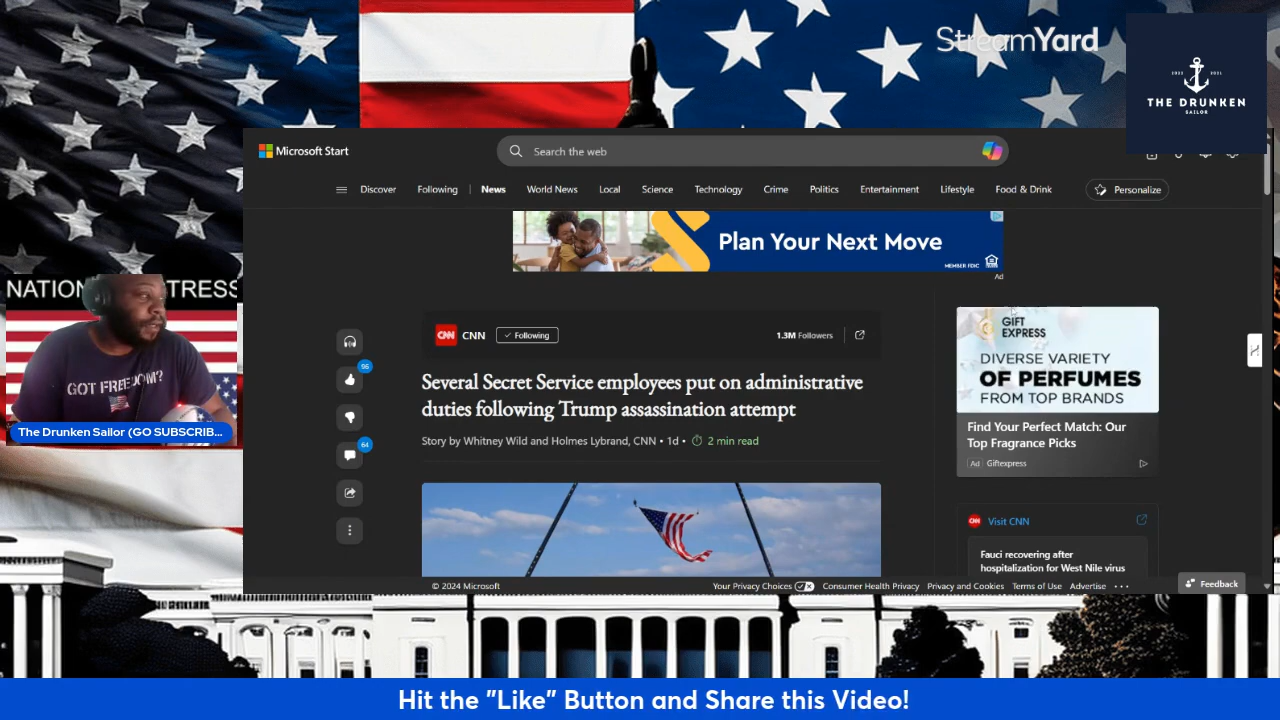 StreamYard
2021 2021
THE DRUNKEN
SAILOR
Microsoft Start
Search the web
Discover Following News World News Local Science Technology Crime Politics Entertainment Lifestyle Food & Drink Personalize
Plan Your Next Move
MEMBER FDIC
Ad
CNN CNN Following 1.3M Followers
96
64
Several Secret Service employees put on administrative
duties following Trump assassination attempt
Story by Whitney Wild and Holmes Lybrand, CNN • 1d • 2 min read
GIFT
EXPRESS
DIVERSE VARIETY
OF PERFUMES
FROM TOP BRANDS
Find Your Perfect Match: Our
Top Fragrance Picks
Ad Giftexpress
CNN Visit CNN
Fauci recovering after
hospitalization for West Nile virus
© 2024 Microsoft Your Privacy Choices Consumer Health Privacy Privacy and Cookies Terms of Use Advertise
Feedback
NATION TRESS
GOT FREEDOM?
The Drunken Sailor (GO SUBSCRIB...
Hit the "Like" Button and Share this Video!